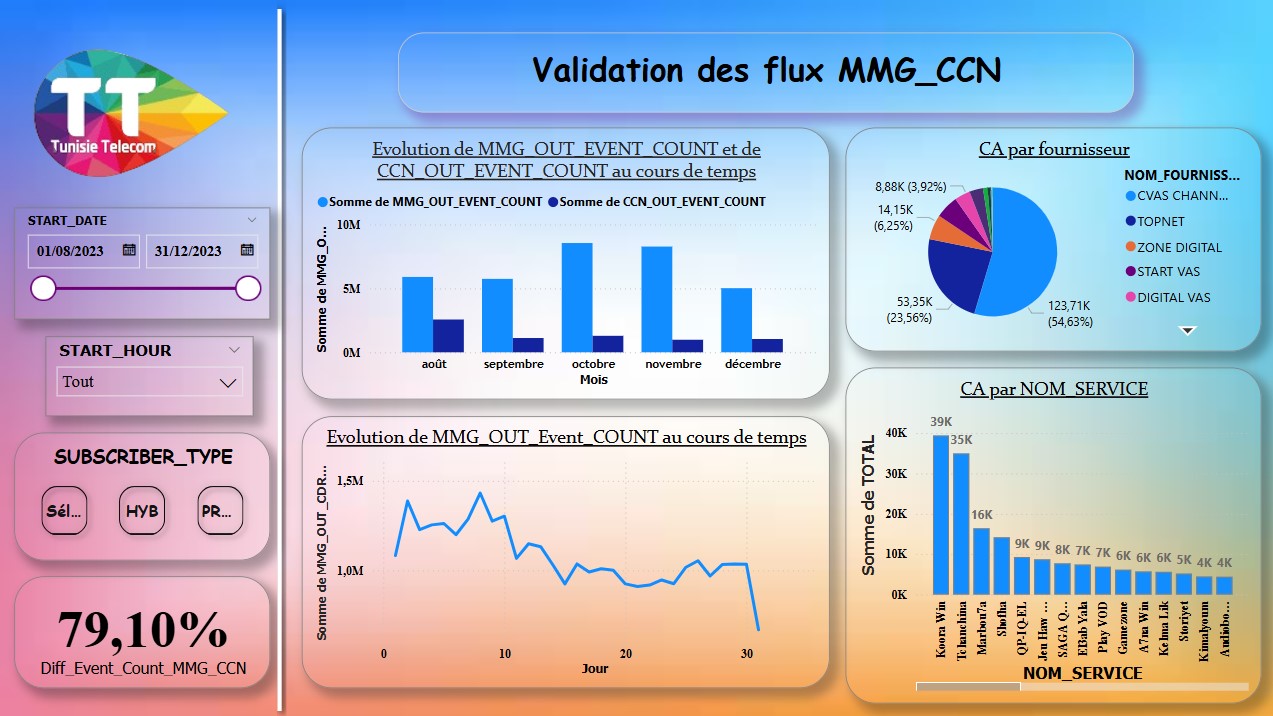 TT
Tunisie Telecom
START_DATE
01/08/2023
31/12/2023
START_HOUR
Tout
SUBSCRIBER_TYPE
Sél...
HYB
PR...
79,10%
Diff_Event_Count_MMG_CCN
Validation des flux MMG_CCN
Evolution de MMG_OUT_EVENT_COUNT et de
CCN_OUT_EVENT_COUNT au cours de temps
Somme de MMG_OUT_EVENT_COUNT
Somme de CCN_OUT_EVENT_COUNT
Somme de MMG_O...
10M
5M
0M
août
septembre
octobre
novembre
décembre
Mois
Evolution de MMG_OUT_Event_COUNT au cours de temps
Somme de MMG_OUT_CDR...
1,5M
1,0M
0
10
20
30
Jour
CA par fournisseur
8,88K (3,92%)
14,15K
(6,25%)
53,35K
(23,56%)
123,71K
(54,63%)
NOM_FOURNISS...
CVAS CHANN...
TOPNET
ZONE DIGITAL
START VAS
DIGITAL VAS
CA par NOM_SERVICE
Somme de TOTAL
40K
30K
20K
10K
0K
39K
35K
16K
9K
9K
8K
7K
7K
6K
6K
6K
5K
4K
4K
Koora Win
Tchanchina
Marbou7a
Shofha
QP-IQ-EL
Jeu Haw ...
SAGA Q...
EBab Yala
Play VOD
Gamezone
A7na Win
Kelma Lik
Storiyet
Kimaiyoum
Audiobo...
NOM_SERVICE